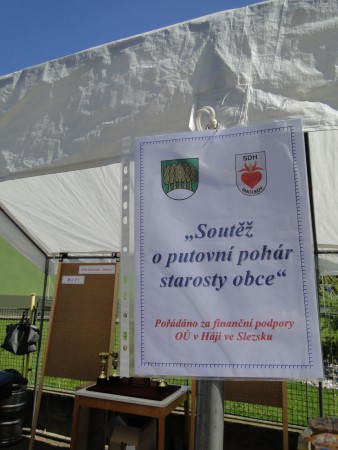 SDH
„Soutěž
o putovní pohár
starosty obce“
Pořádáno za finanční podpory
OÚ v Háji ve Slezsku